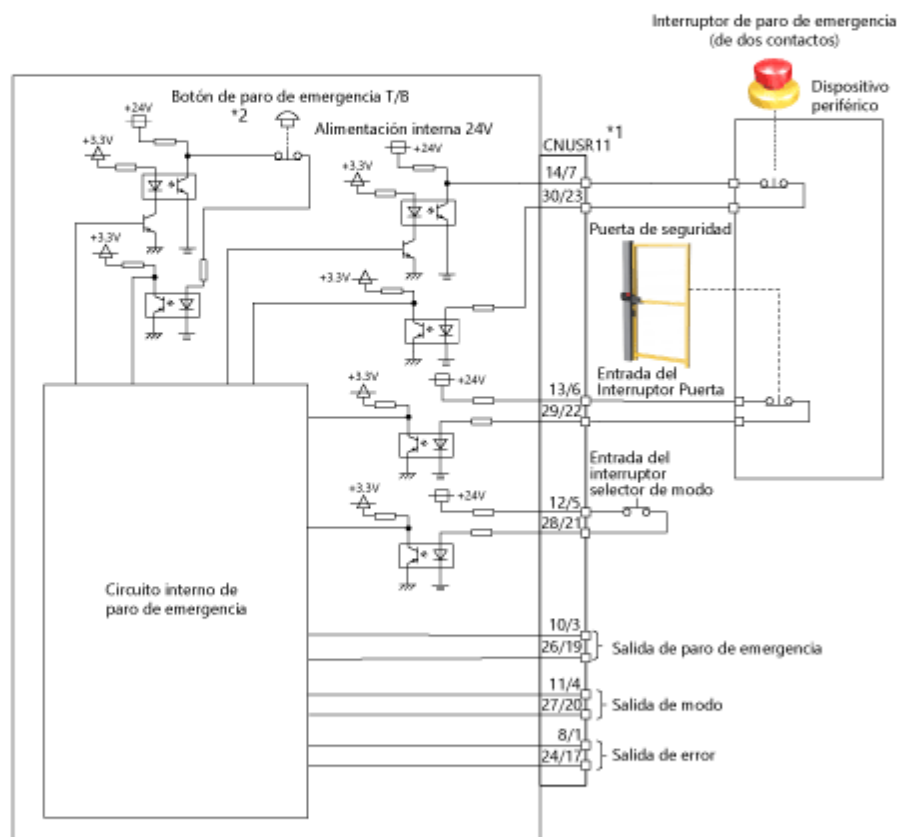 Interruptor de paro de emergencia
(de dos contactos)
Dispositivo
periférico
Botón de paro de emergencia T/B
*2
+24V
+3.3V
Alimentación interna 24V
+24V
+3.3V
*1
CNUSR11
14/7
30/23
+3.3V
+3.3V
Puerta de seguridad
Entrada del
Interruptor Puerta
+3.3V
+24V
13/6
29/22
Entrada del
interruptor
selector de modo
+3.3V
+24V
12/5
28/21
Circuito interno de
paro de emergencia
10/3
26/19
Salida de paro de emergencia
11/4
27/20
Salida de modo
8/1
24/17
Salida de error